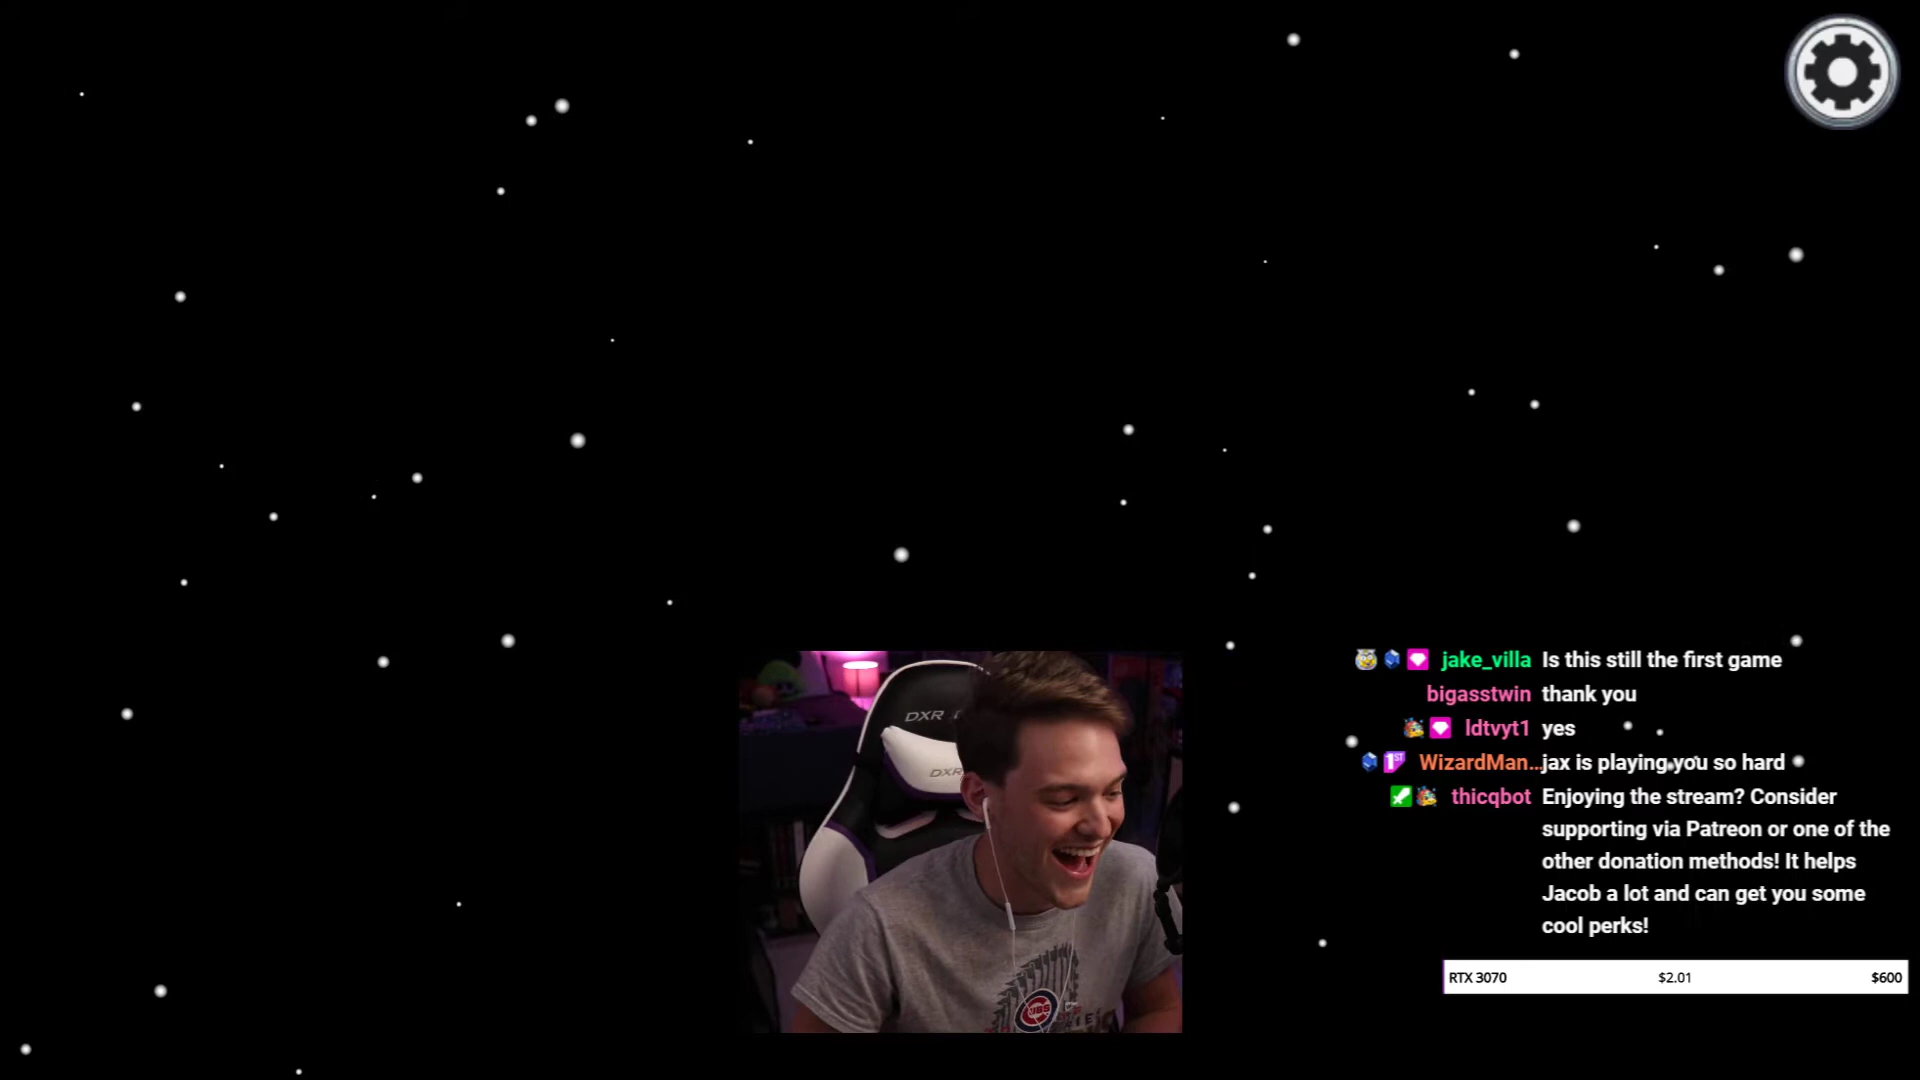 jake_villa Is this still the first game
bigasstwin thank you
ldtvyt1 yes
1ST WizardMan... jax is playing you so hard
thicqbot Enjoying the stream? Consider
supporting via Patreon or one of the
other donation methods! It helps
Jacob a lot and can get you some
cool perks!
RTX 3070 $2.01 $600
DXR
DXR